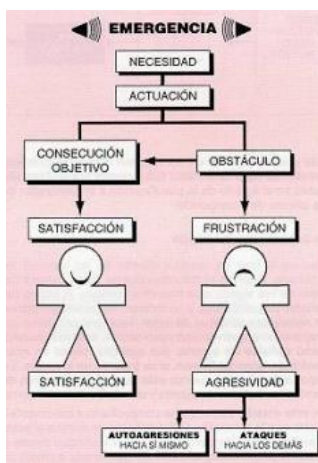 EMERGENCIA
NECESIDAD
ACTUACIÓN
CONSECUCIÓN
OBJETIVO
OBSTÁCULO
SATISFACCIÓN
FRUSTRACIÓN
SATISFACCIÓN
AGRESIVIDAD
AUTOAGRESIONES
HACIA SÍ MISMO
ATAQUES
HACIA LOS DEMÁS